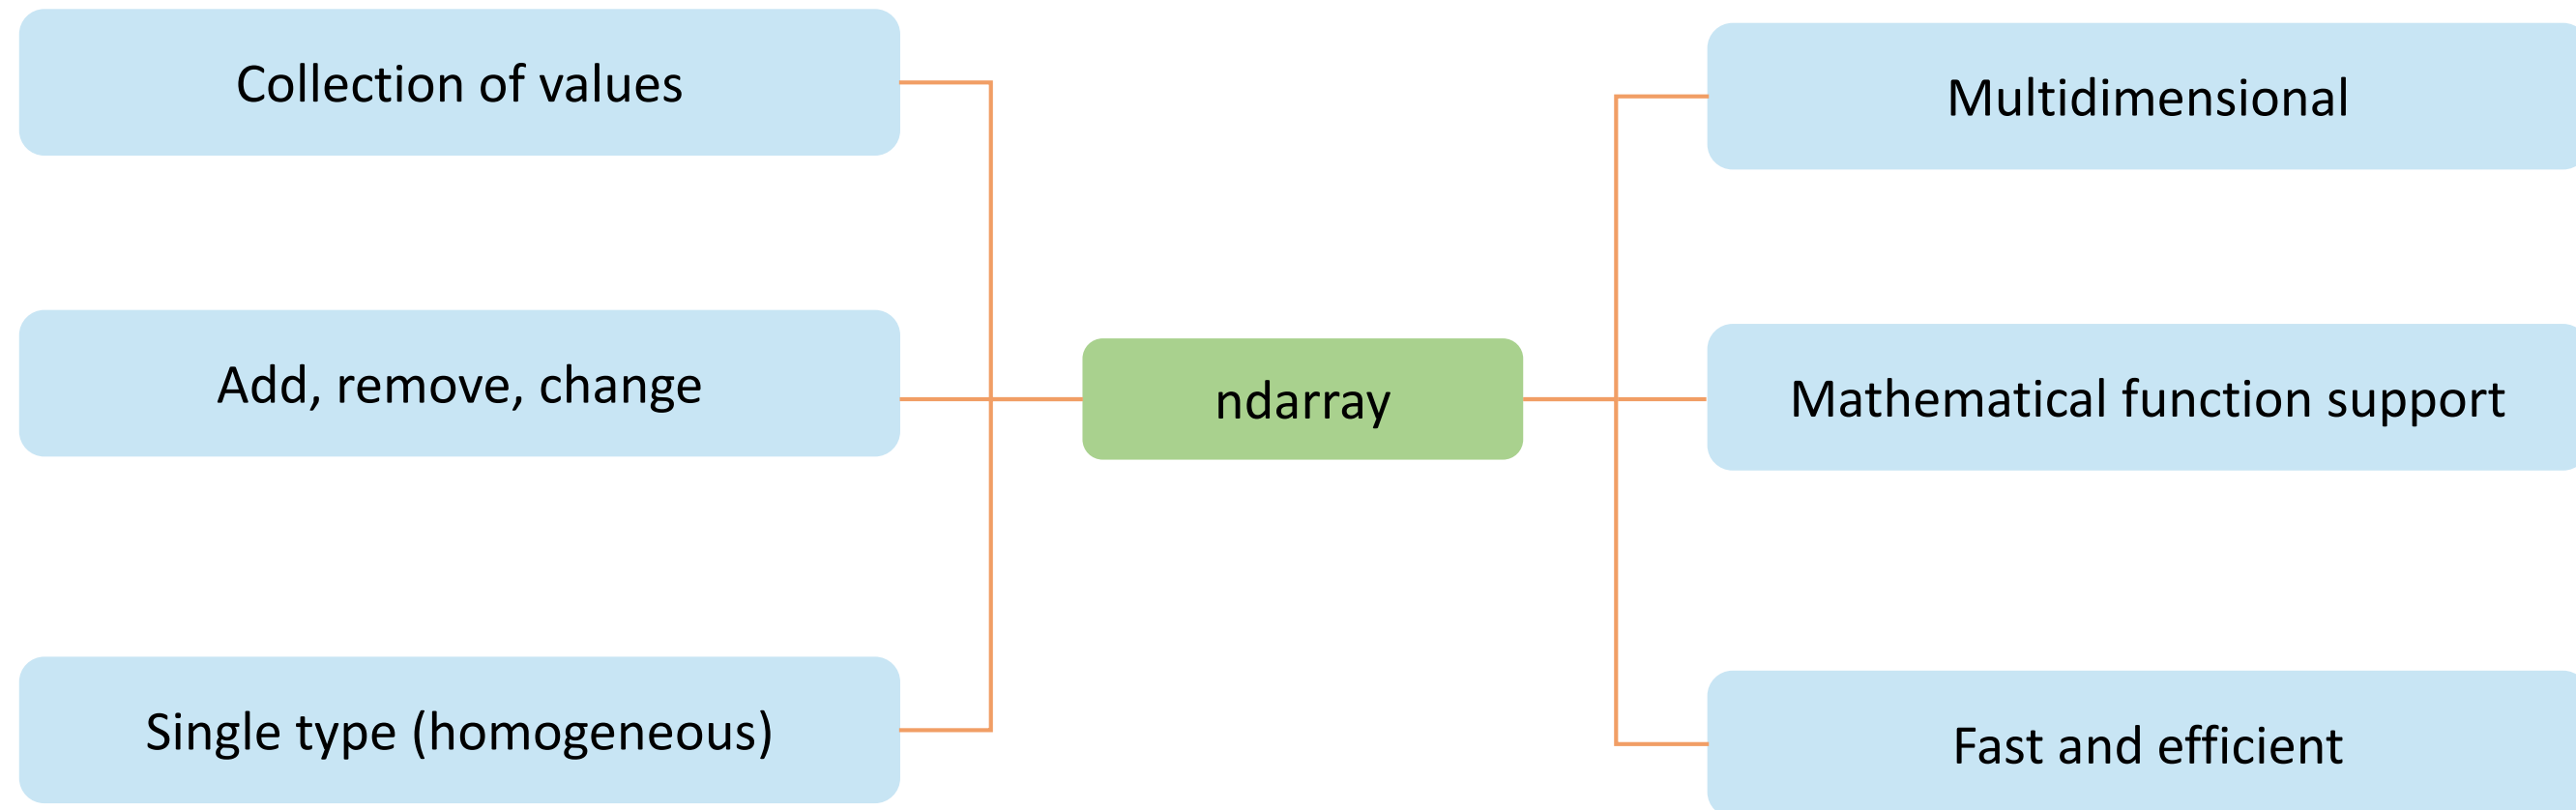 Collection of values
Add, remove, change
Single type (homogeneous)
ndarray
Multidimensional
Mathematical function support
Fast and efficient